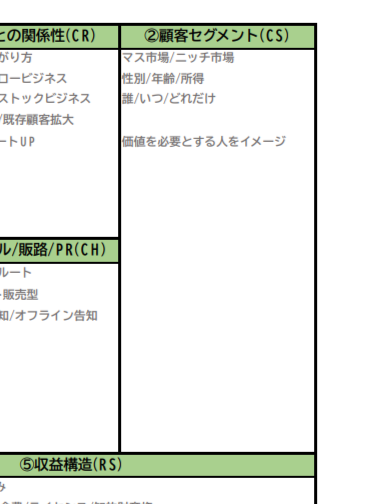 との関係性(CR)
がり方
ロービジネス
ストックビジネス
/既存顧客拡大
ートUP
②顧客セグメント(CS)
マス市場/ニッチ市場
性別/年齢/所得
誰/いつ/どれだけ
価値を必要とする人をイメージ
ル/販路/PR(CH)
ルート
販売型
知/オフライン告知
⑤収益構造(RS)
み